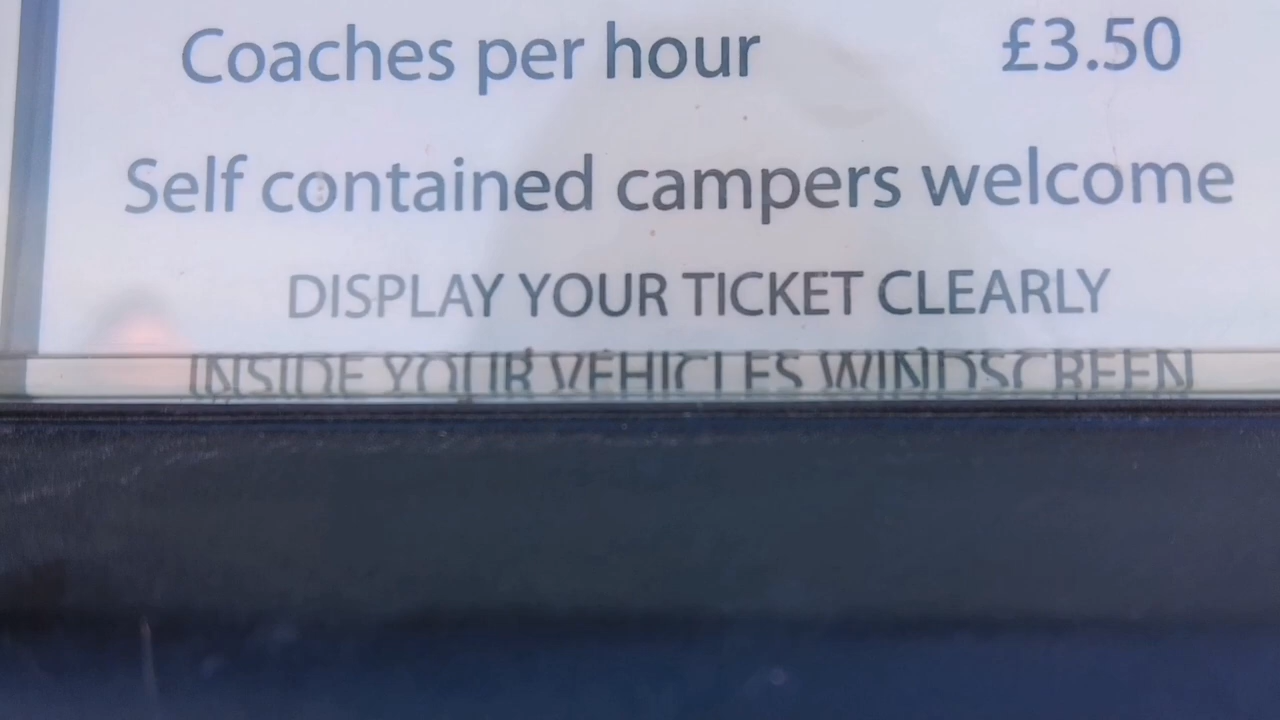 Coaches per hour £3.50
Self contained campers welcome
DISPLAY YOUR TICKET CLEARLY
INSIDE YOUR VEHICLES WINDSCREEN